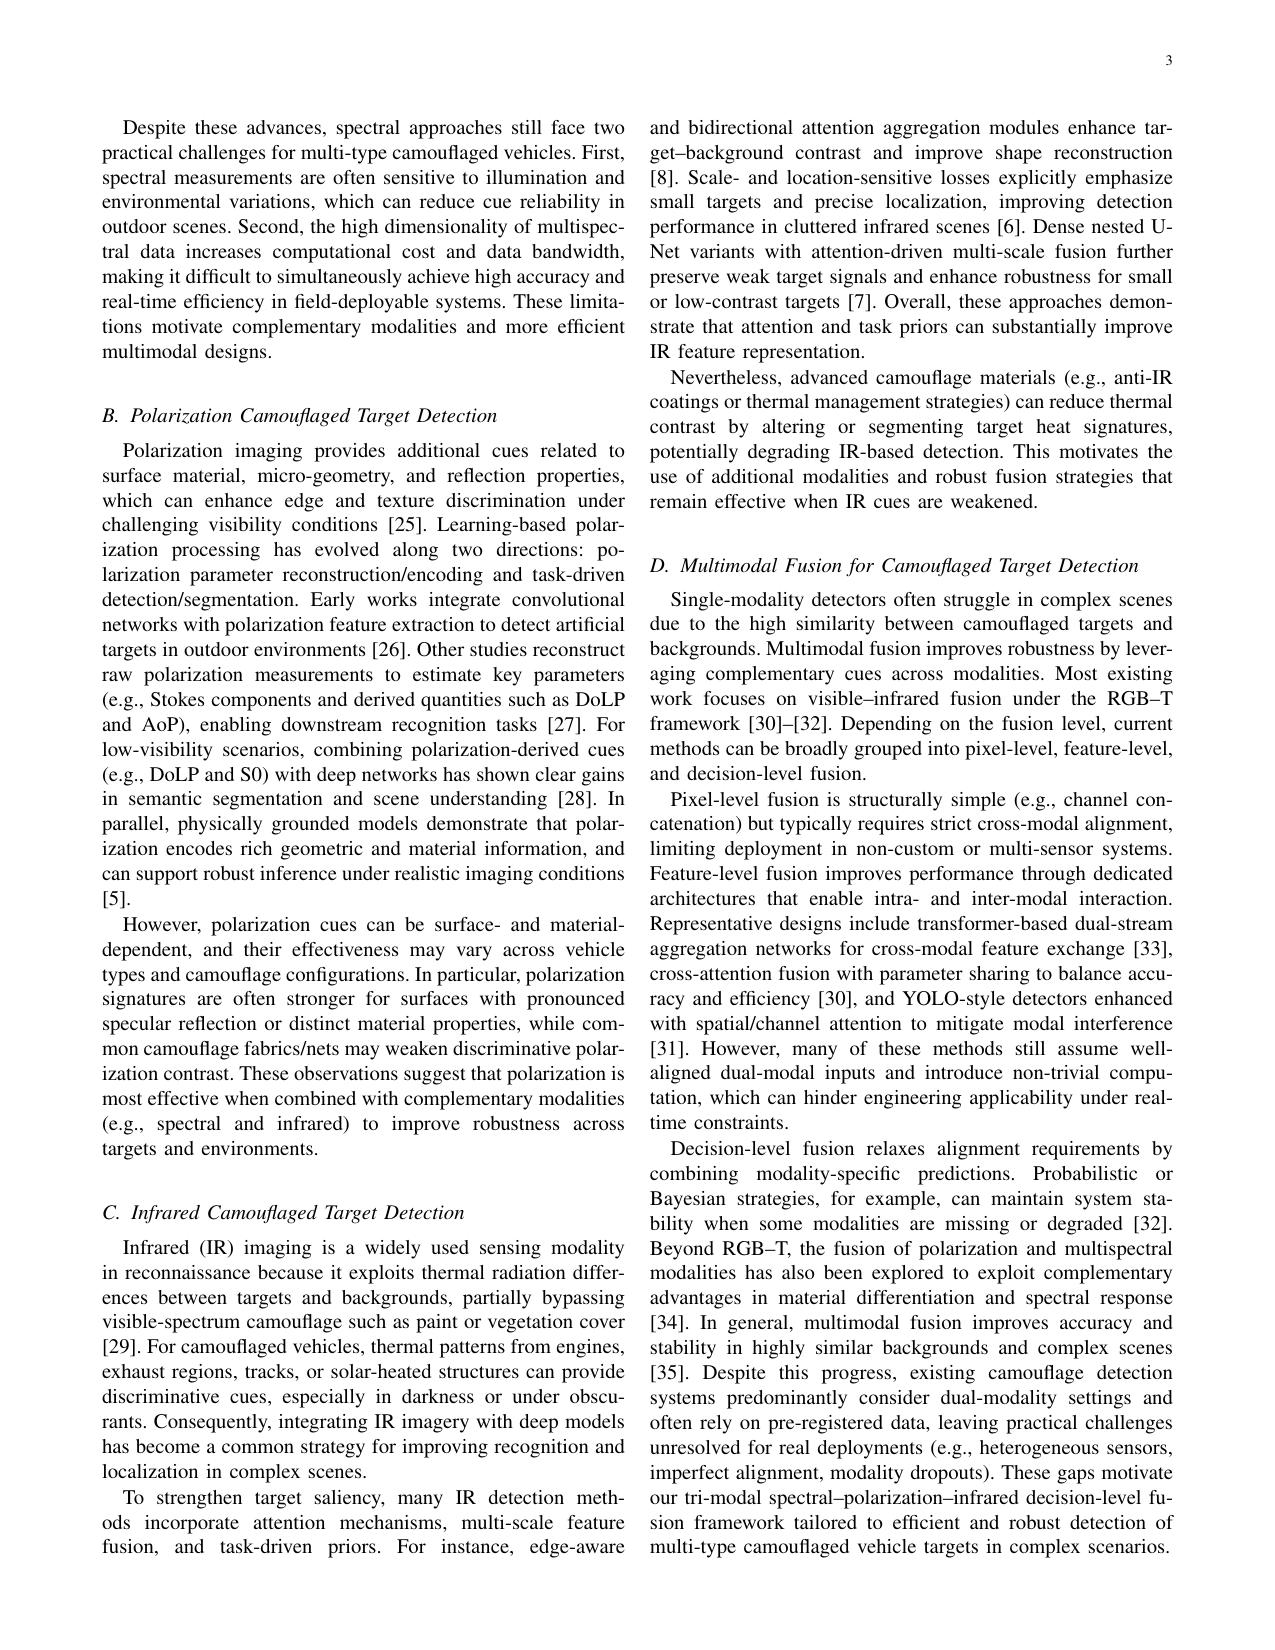 3
Despite these advances, spectral approaches still face two
practical challenges for multi-type camouflaged vehicles. First,
spectral measurements are often sensitive to illumination and
environmental variations, which can reduce cue reliability in
outdoor scenes. Second, the high dimensionality of multispec-
tral data increases computational cost and data bandwidth,
making it difficult to simultaneously achieve high accuracy and
real-time efficiency in field-deployable systems. These limita-
tions motivate complementary modalities and more efficient
multimodal designs.
B. Polarization Camouflaged Target Detection
Polarization imaging provides additional cues related to
surface material, micro-geometry, and reflection properties,
which can enhance edge and texture discrimination under
challenging visibility conditions [25]. Learning-based polar-
ization processing has evolved along two directions: po-
larization parameter reconstruction/encoding and task-driven
detection/segmentation. Early works integrate convolutional
networks with polarization feature extraction to detect artificial
targets in outdoor environments [26]. Other studies reconstruct
raw polarization measurements to estimate key parameters
(e.g., Stokes components and derived quantities such as DoLP
and AoP), enabling downstream recognition tasks [27]. For
low-visibility scenarios, combining polarization-derived cues
(e.g., DoLP and S0) with deep networks has shown clear gains
in semantic segmentation and scene understanding [28]. In
parallel, physically grounded models demonstrate that polar-
ization encodes rich geometric and material information, and
can support robust inference under realistic imaging conditions
[5].
However, polarization cues can be surface- and material-
dependent, and their effectiveness may vary across vehicle
types and camouflage configurations. In particular, polarization
signatures are often stronger for surfaces with pronounced
specular reflection or distinct material properties, while com-
mon camouflage fabrics/nets may weaken discriminative polar-
ization contrast. These observations suggest that polarization is
most effective when combined with complementary modalities
(e.g., spectral and infrared) to improve robustness across
targets and environments.
C. Infrared Camouflaged Target Detection
Infrared (IR) imaging is a widely used sensing modality
in reconnaissance because it exploits thermal radiation differ-
ences between targets and backgrounds, partially bypassing
visible-spectrum camouflage such as paint or vegetation cover
[29]. For camouflaged vehicles, thermal patterns from engines,
exhaust regions, tracks, or solar-heated structures can provide
discriminative cues, especially in darkness or under obscu-
rants. Consequently, integrating IR imagery with deep models
has become a common strategy for improving recognition and
localization in complex scenes.
To strengthen target saliency, many IR detection meth-
ods incorporate attention mechanisms, multi-scale feature
fusion, and task-driven priors. For instance, edge-aware
and bidirectional attention aggregation modules enhance tar-
get–background contrast and improve shape reconstruction
[8]. Scale- and location-sensitive losses explicitly emphasize
small targets and precise localization, improving detection
performance in cluttered infrared scenes [6]. Dense nested U-
Net variants with attention-driven multi-scale fusion further
preserve weak target signals and enhance robustness for small
or low-contrast targets [7]. Overall, these approaches demon-
strate that attention and task priors can substantially improve
IR feature representation.
Nevertheless, advanced camouflage materials (e.g., anti-IR
coatings or thermal management strategies) can reduce thermal
contrast by altering or segmenting target heat signatures,
potentially degrading IR-based detection. This motivates the
use of additional modalities and robust fusion strategies that
remain effective when IR cues are weakened.
D. Multimodal Fusion for Camouflaged Target Detection
Single-modality detectors often struggle in complex scenes
due to the high similarity between camouflaged targets and
backgrounds. Multimodal fusion improves robustness by lever-
aging complementary cues across modalities. Most existing
work focuses on visible–infrared fusion under the RGB–T
framework [30]–[32]. Depending on the fusion level, current
methods can be broadly grouped into pixel-level, feature-level,
and decision-level fusion.
Pixel-level fusion is structurally simple (e.g., channel con-
catenation) but typically requires strict cross-modal alignment,
limiting deployment in non-custom or multi-sensor systems.
Feature-level fusion improves performance through dedicated
architectures that enable intra- and inter-modal interaction.
Representative designs include transformer-based dual-stream
aggregation networks for cross-modal feature exchange [33],
cross-attention fusion with parameter sharing to balance accu-
racy and efficiency [30], and YOLO-style detectors enhanced
with spatial/channel attention to mitigate modal interference
[31]. However, many of these methods still assume well-
aligned dual-modal inputs and introduce non-trivial compu-
tation, which can hinder engineering applicability under real-
time constraints.
Decision-level fusion relaxes alignment requirements by
combining modality-specific predictions. Probabilistic or
Bayesian strategies, for example, can maintain system sta-
bility when some modalities are missing or degraded [32].
Beyond RGB–T, the fusion of polarization and multispectral
modalities has also been explored to exploit complementary
advantages in material differentiation and spectral response
[34]. In general, multimodal fusion improves accuracy and
stability in highly similar backgrounds and complex scenes
[35]. Despite this progress, existing camouflage detection
systems predominantly consider dual-modality settings and
often rely on pre-registered data, leaving practical challenges
unresolved for real deployments (e.g., heterogeneous sensors,
imperfect alignment, modality dropouts). These gaps motivate
our tri-modal spectral–polarization–infrared decision-level fu-
sion framework tailored to efficient and robust detection of
multi-type camouflaged vehicle targets in complex scenarios.